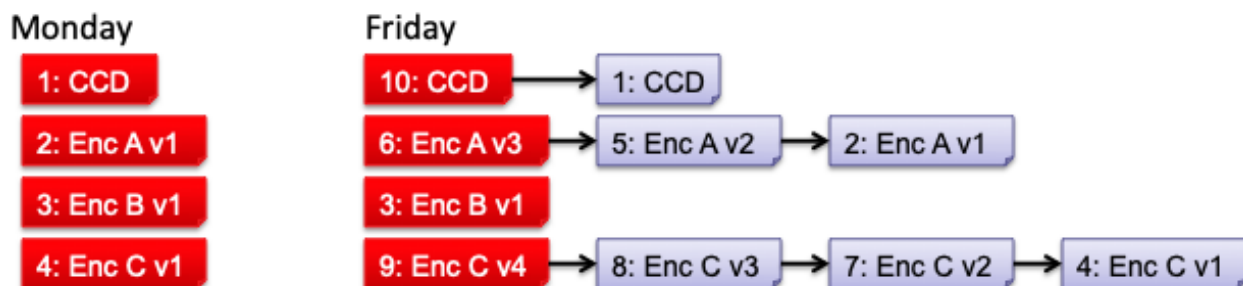 Monday Friday
1: CCD 10: CCD 1: CCD
2: Enc A v1 6: Enc A v3 5: Enc A v2 2: Enc A v1
3: Enc B v1 3: Enc B v1
4: Enc C v1 9: Enc C v4 8: Enc C v3 7: Enc C v2 4: Enc C v1